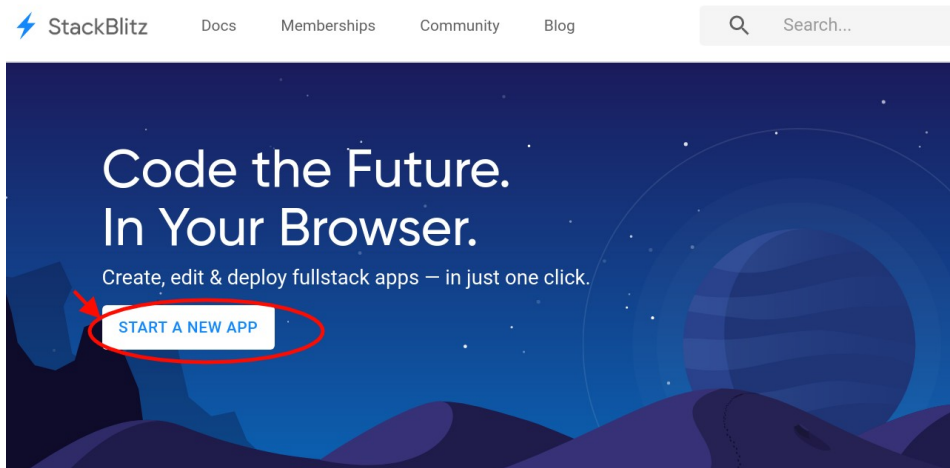 StackBlitz Docs Memberships Community Blog Search...
Code the Future.
In Your Browser.
Create, edit & deploy fullstack apps — in just one click.
START A NEW APP